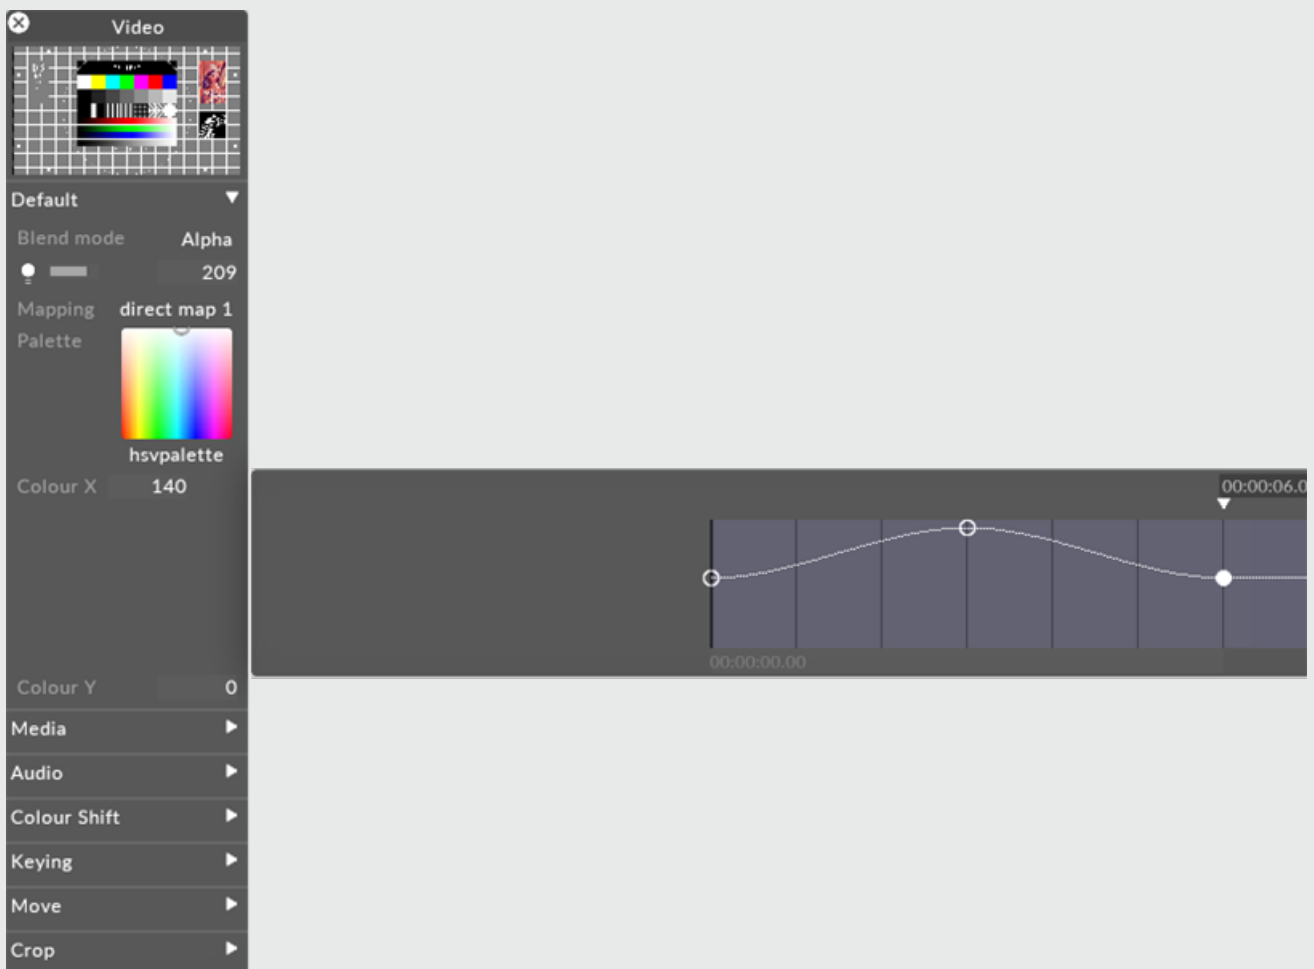 Video
Default
Blend mode Alpha
209
Mapping direct map 1
Palette
hsvpalette
Colour X 140
00:00:06.0
00:00:00.00
Colour Y 0
Media
Audio
Colour Shift
Keying
Move
Crop